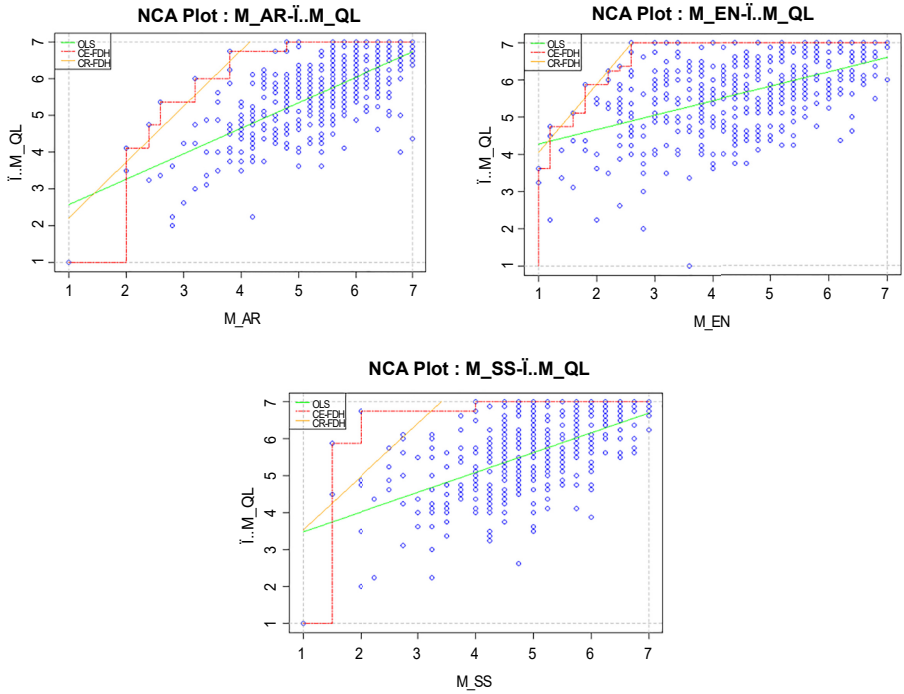 NCA Plot : M_AR-Ï..M_QL
OLS
CE-FDH
CR-FDH
Ï..M_QL
7
6
5
4
3
2
1
1 2 3 4 5 6 7
M_AR
NCA Plot : M_EN-Ï..M_QL
OLS
CE-FDH
CR-FDH
Ï..M_QL
7
6
5
4
3
2
1
1 2 3 4 5 6 7
M_EN
NCA Plot : M_SS-Ï..M_QL
OLS
CE-FDH
CR-FDH
Ï..M_QL
7
6
5
4
3
2
1
1 2 3 4 5 6 7
M_SS